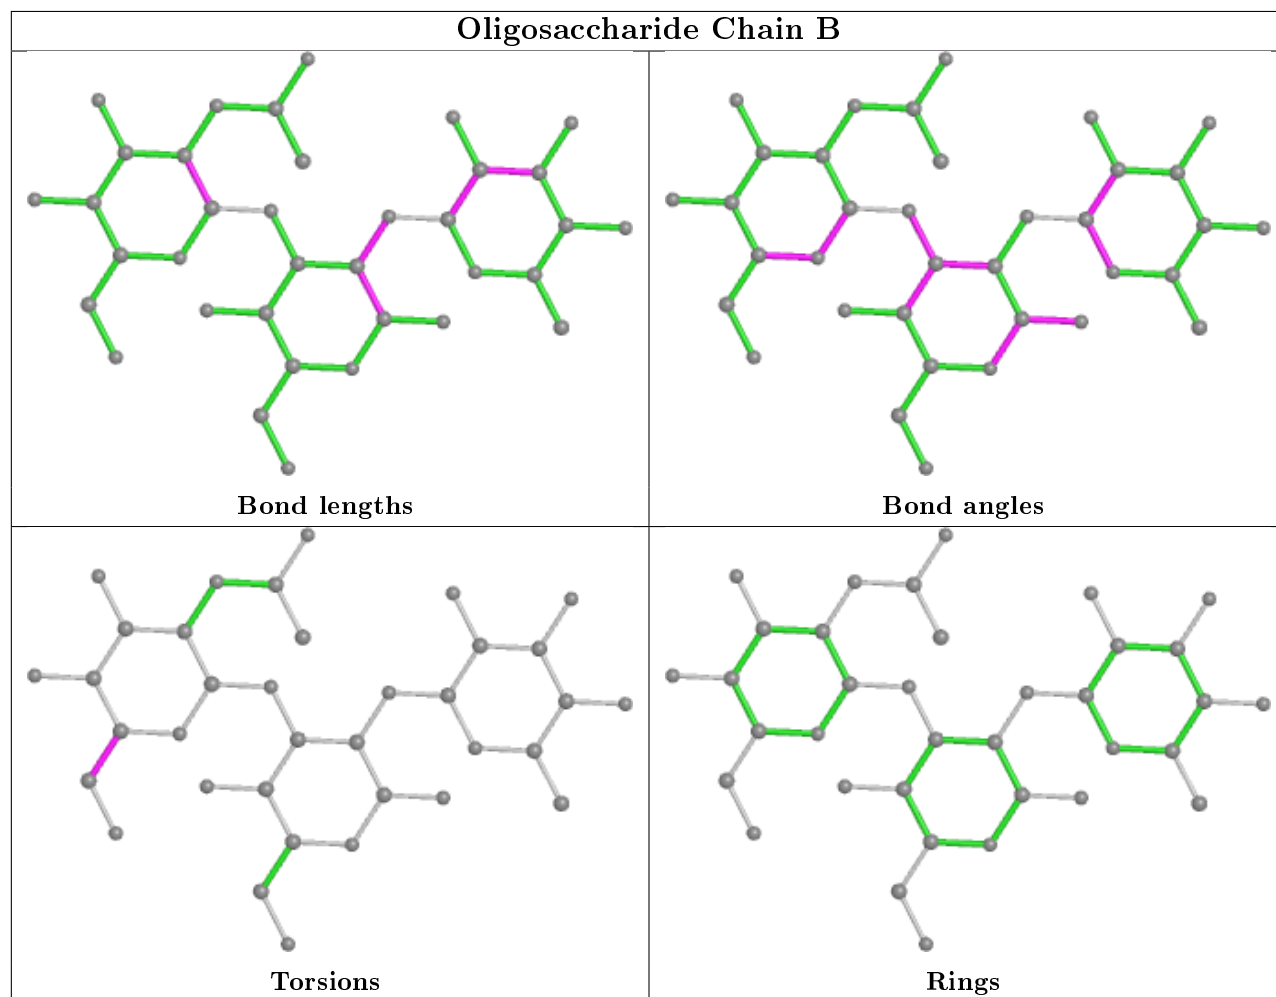 Oligosaccharide Chain B
Bond lengths
Bond angles
Torsions
Rings